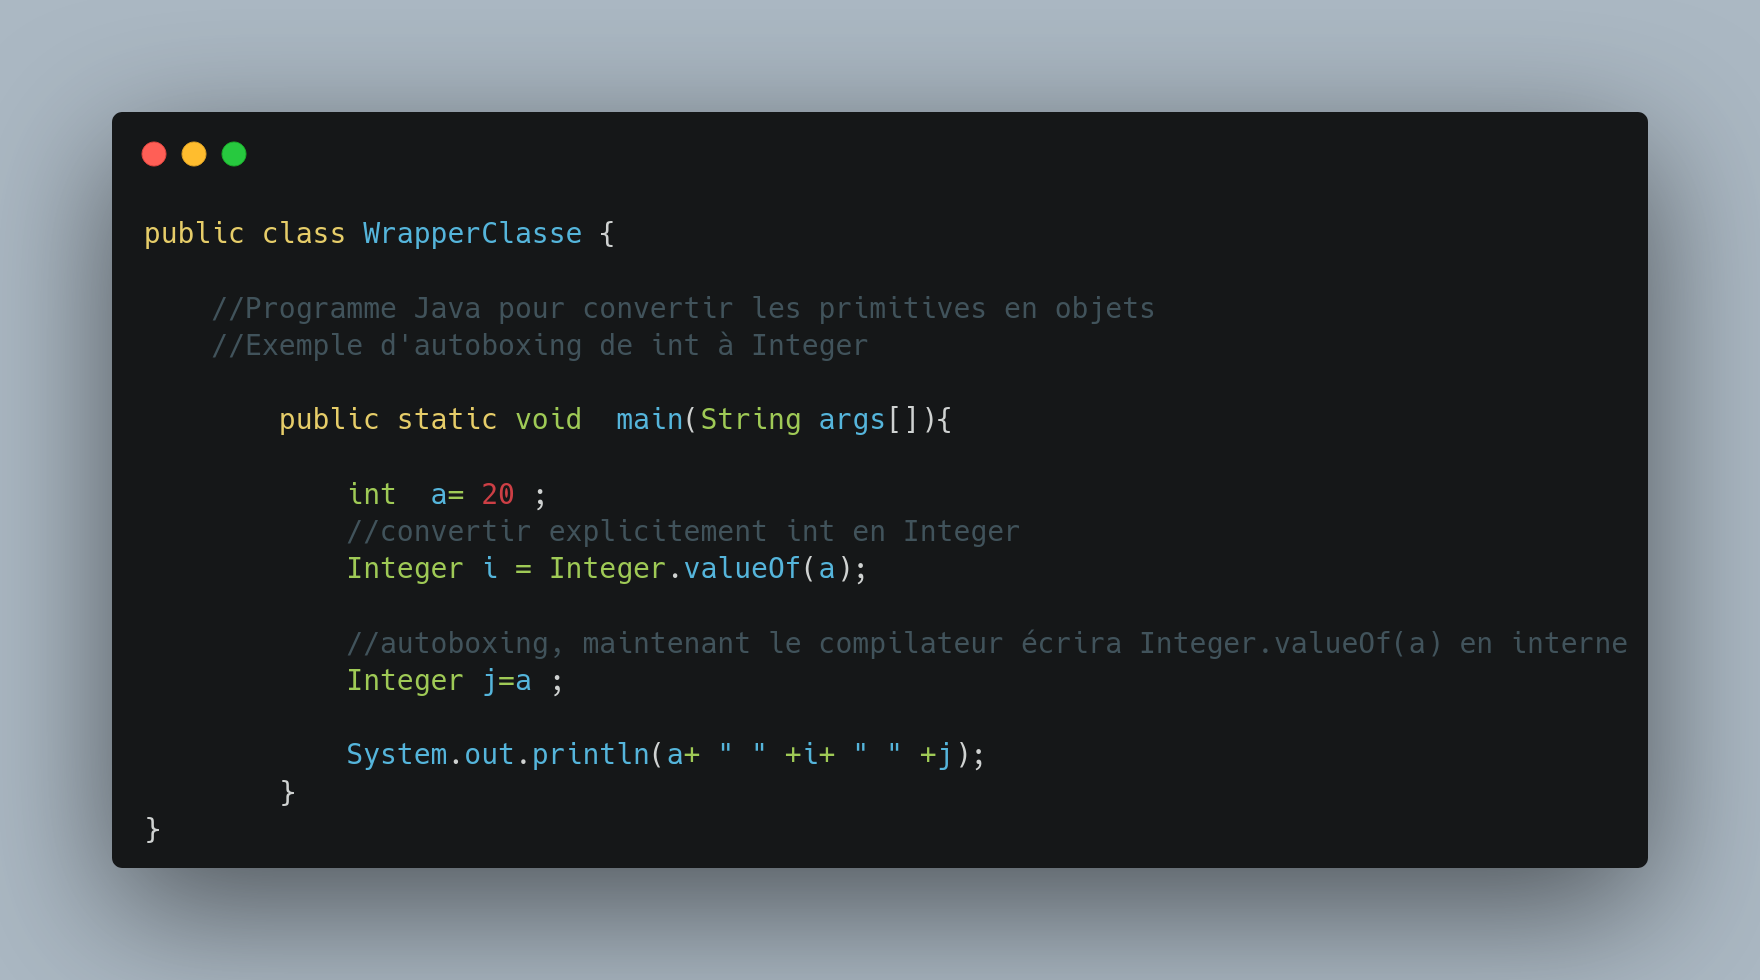 public class WrapperClasse {
//Programme Java pour convertir les primitives en objets
//Exemple d'autoboxing de int à Integer
public static void  main(String args[]){
int  a= 20 ;
//convertir explicitement int en Integer
Integer i = Integer.valueOf(a);
//autoboxing, maintenant le compilateur écrira Integer.valueOf(a) en interne
Integer j=a ;
System.out.println(a+ " " +i+ " " +j);
}
}